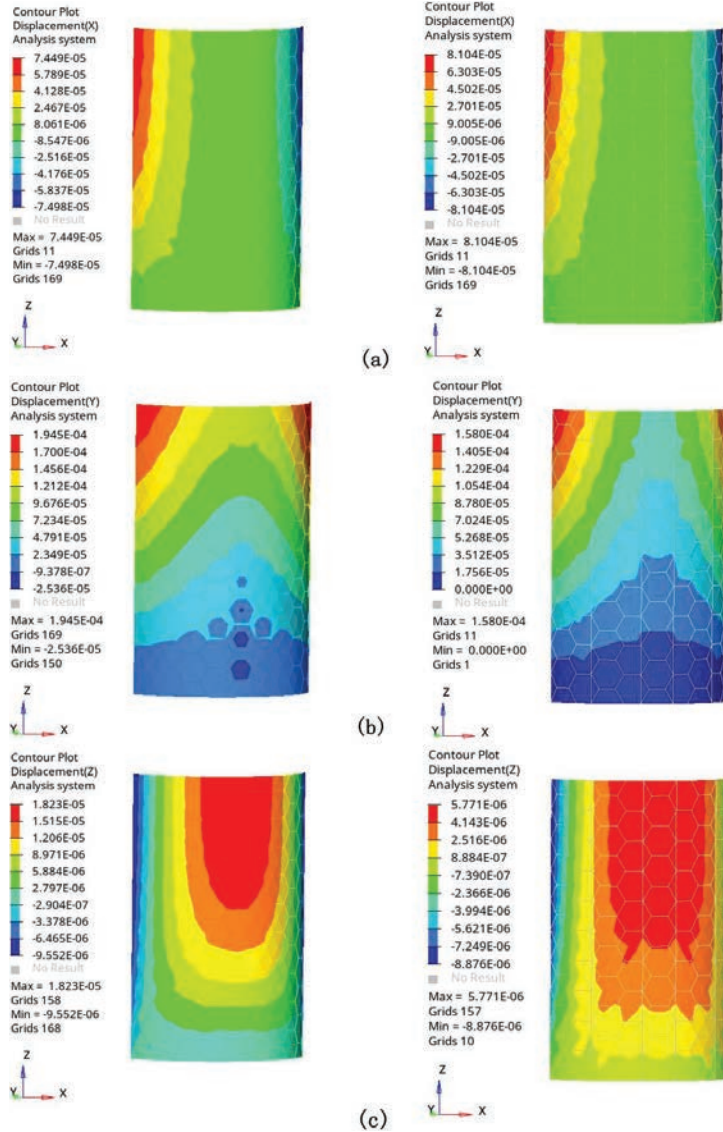 Contour Plot
Displacement(X)
Analysis system
7.449E-05
5.789E-05
4.128E-05
2.467E-05
8.061E-06
-8.547E-06
-2.516E-05
-4.176E-05
-5.837E-05
-7.498E-05
No Result
Max = 7.449E-05
Grids 11
Min = -7.498E-05
Grids 169
Z
Y
X
Contour Plot
Displacement(X)
Analysis system
8.104E-05
6.303E-05
4.502E-05
2.701E-05
9.005E-06
-9.005E-06
-2.701E-05
-4.502E-05
-6.303E-05
-8.104E-05
No Result
Max = 8.104E-05
Grids 11
Min = -8.104E-05
Grids 169
Z
Y
X
(a)
Contour Plot
Displacement(Y)
Analysis system
1.945E-04
1.700E-04
1.456E-04
1.212E-04
9.676E-05
7.234E-05
4.791E-05
2.349E-05
-9.378E-07
-2.536E-05
No Result
Max = 1.945E-04
Grids 169
Min = -2.536E-05
Grids 150
Z
Y
X
Contour Plot
Displacement(Y)
Analysis system
1.580E-04
1.405E-04
1.229E-04
1.054E-04
8.780E-05
7.024E-05
5.268E-05
3.512E-05
1.756E-05
0.000E+00
No Result
Max = 1.580E-04
Grids 11
Min = 0.000E+00
Grids 1
Z
Y
X
(b)
Contour Plot
Displacement(Z)
Analysis system
1.823E-05
1.515E-05
1.206E-05
8.971E-06
5.884E-06
2.797E-06
-2.904E-07
-3.378E-06
-6.465E-06
-9.552E-06
No Result
Max = 1.823E-05
Grids 158
Min = -9.552E-06
Grids 168
Z
Y
X
Contour Plot
Displacement(Z)
Analysis system
5.771E-06
4.143E-06
2.516E-06
8.884E-07
-7.390E-07
-2.366E-06
-3.994E-06
-5.621E-06
-7.249E-06
-8.876E-06
No Result
Max = 5.771E-06
Grids 157
Min = -8.876E-06
Grids 10
Z
Y
X
(c)